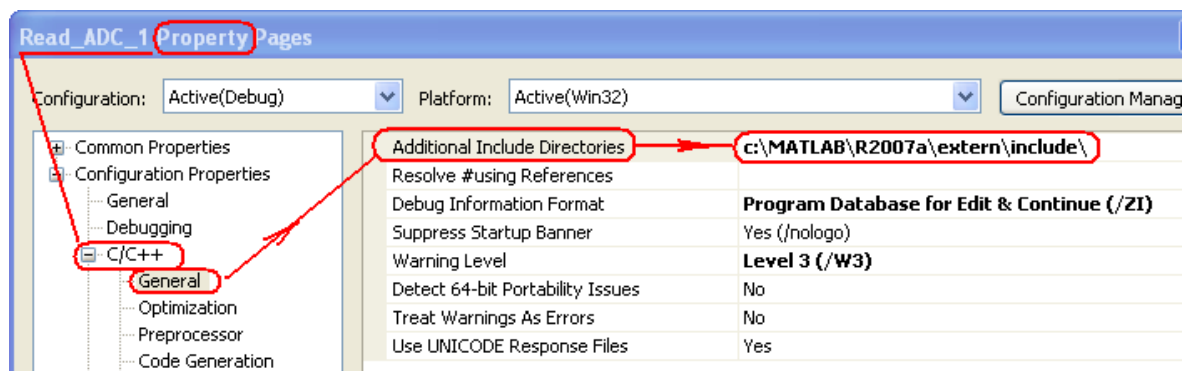 Read_ADC_1 Property Pages
Configuration: Active(Debug) Platform: Active(Win32) Configuration Manag
Common Properties
Configuration Properties
General
Debugging
C/C++
General
Optimization
Preprocessor
Code Generation
Additional Include Directories c:\MATLAB\R2007a\extern\include\
Resolve #using References
Debug Information Format Program Database for Edit & Continue (/ZI)
Suppress Startup Banner Yes (/nologo)
Warning Level Level 3 (/W3)
Detect 64-bit Portability Issues No
Treat Warnings As Errors No
Use UNICODE Response Files Yes